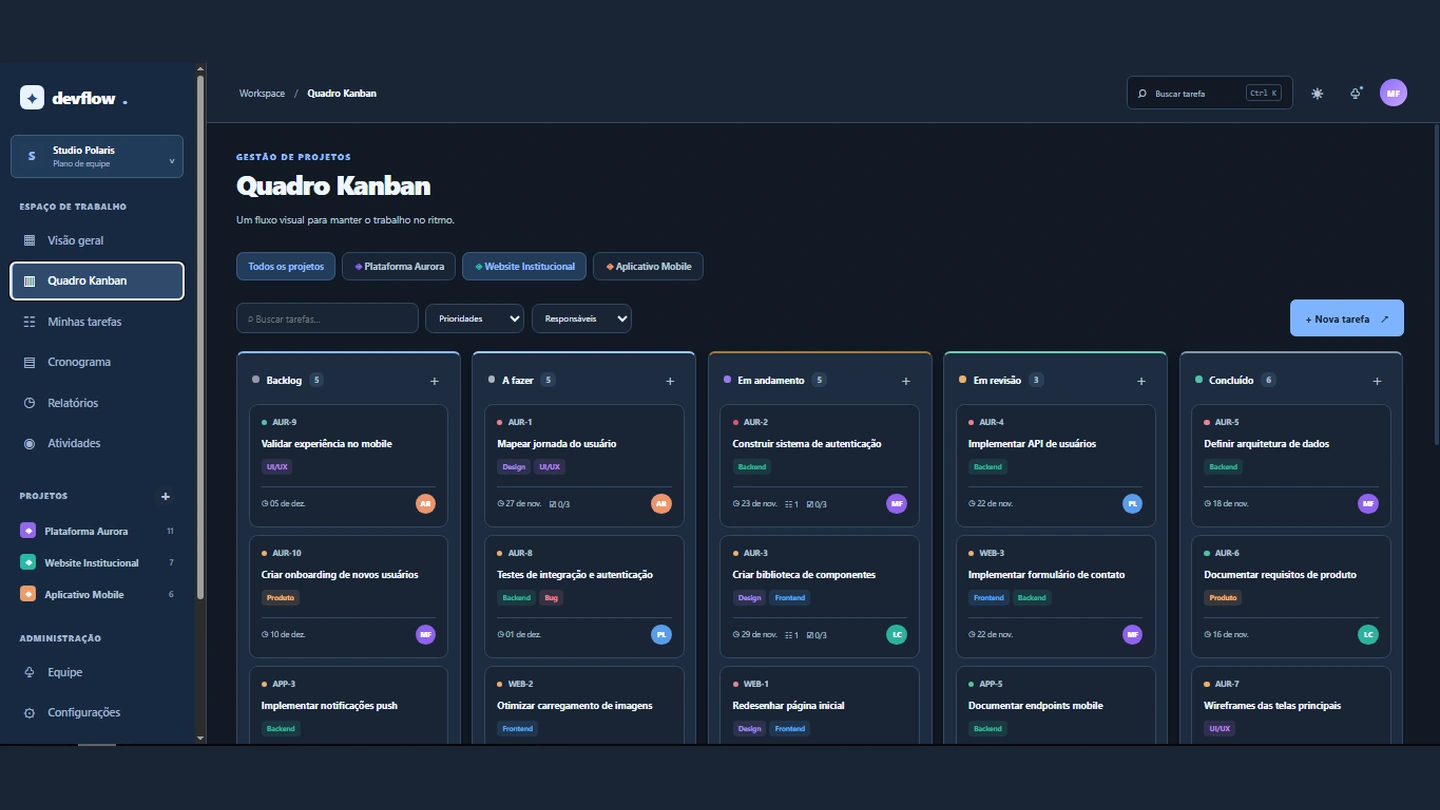 devflow .
S
Studio Polaris
Plano de equipe
ESPAÇO DE TRABALHO
Visão geral
Quadro Kanban
Minhas tarefas
Cronograma
Relatórios
Atividades
PROJETOS +
Plataforma Aurora 11
Website Institucional 7
Aplicativo Mobile 6
ADMINISTRAÇÃO
Equipe
Configurações
Workspace / Quadro Kanban
Buscar tarefa Ctrl K
MF
GESTÃO DE PROJETOS
Quadro Kanban
Um fluxo visual para manter o trabalho no ritmo.
Todos os projetos
Plataforma Aurora
Website Institucional
Aplicativo Mobile
Buscar tarefas...
Prioridades
Responsáveis
+ Nova tarefa ↗
Backlog 5 +
AUR-9
Validar experiência no mobile
UI/UX
05 de dez. AR
AUR-10
Criar onboarding de novos usuários
Produto
10 de dez. MF
APP-3
Implementar notificações push
Backend
A fazer 5 +
AUR-1
Mapear jornada do usuário
Design UI/UX
27 de nov. 0/3 AR
AUR-8
Testes de integração e autenticação
Backend Bug
01 de dez. PL
WEB-2
Otimizar carregamento de imagens
Frontend
Em andamento 5 +
AUR-2
Construir sistema de autenticação
Backend
23 de nov. 1 0/3 MF
AUR-3
Criar biblioteca de componentes
Design Frontend
29 de nov. 1 0/3 LC
WEB-1
Redesenhar página inicial
Design Frontend
Em revisão 3 +
AUR-4
Implementar API de usuários
Backend
22 de nov. PL
WEB-3
Implementar formulário de contato
Frontend Backend
22 de nov. MF
APP-5
Documentar endpoints mobile
Backend
Concluído 6 +
AUR-5
Definir arquitetura de dados
Backend
18 de nov. MF
AUR-6
Documentar requisitos de produto
Produto
16 de nov. LC
AUR-7
Wireframes das telas principais
UI/UX